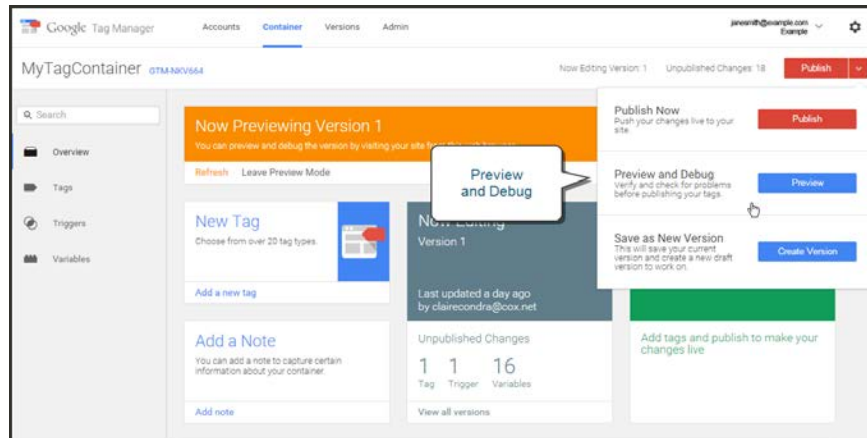 Google Tag Manager
Accounts
Container
Versions
Admin
janesmith@example.com
Example
MyTagContainer GTM-NKV664
Now Editing Version: 1
Unpublished Changes: 18
Publish
Search
Overview
Tags
Triggers
Variables
Now Previewing Version 1
You can preview and debug the version by visiting your site from this web browser.
Refresh
Leave Preview Mode
Preview
and Debug
Publish Now
Push your changes live to your
site.
Publish
Preview and Debug
Verify and check for problems
before publishing your tags.
Preview
Save as New Version
This will save your current
version and create a new draft
version to work on.
Create Version
New Tag
Choose from over 20 tag types.
Add a new tag
Now Editing
Version 1
Last updated a day ago
by clairecondra@cox.net
Add a Note
You can add a note to capture certain
information about your container.
Add note
Unpublished Changes
1 1 16
Tag Trigger Variables
View all versions
Add tags and publish to make your
changes live